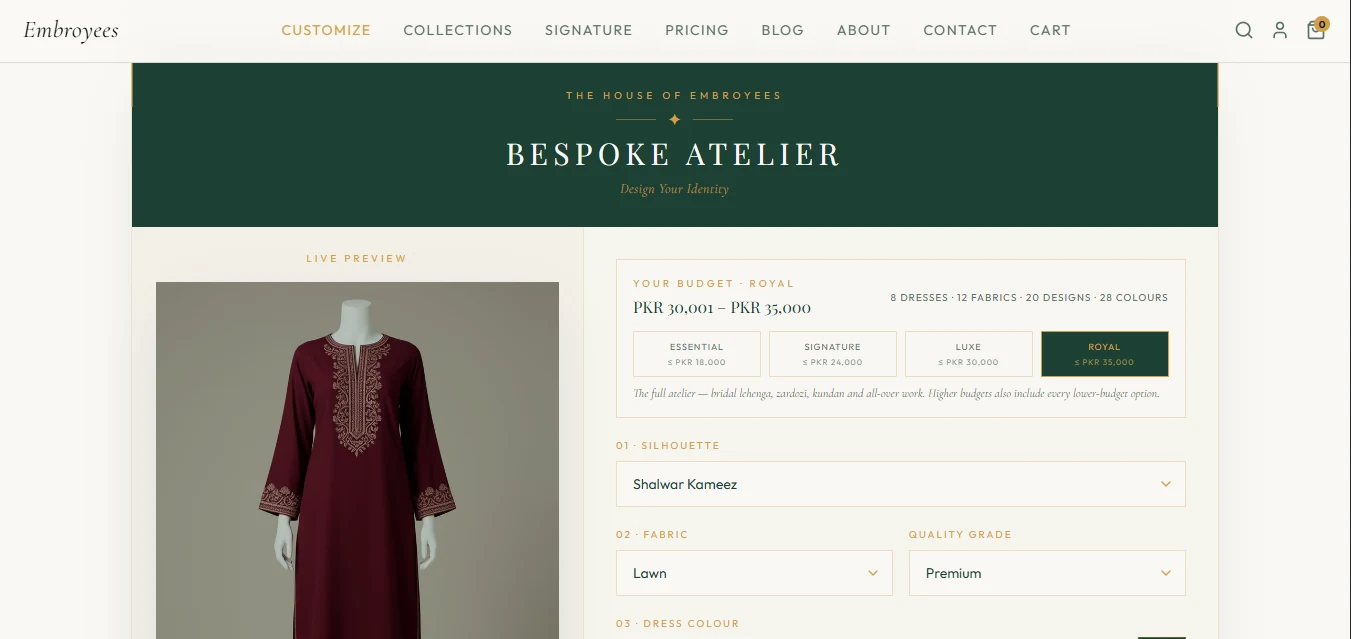 Embroyees
CUSTOMIZE COLLECTIONS SIGNATURE PRICING BLOG ABOUT CONTACT CART
0
THE HOUSE OF EMBROYEES
BESPOKE ATELIER
Design Your Identity
LIVE PREVIEW
YOUR BUDGET · ROYAL
PKR 30,001 – PKR 35,000
8 DRESSES · 12 FABRICS · 20 DESIGNS · 28 COLOURS
ESSENTIAL
≤ PKR 18,000
SIGNATURE
≤ PKR 24,000
LUXE
≤ PKR 30,000
ROYAL
≤ PKR 35,000
The full atelier — bridal lehenga, zardozi, kundan and all-over work. Higher budgets also include every lower-budget option.
01 · SILHOUETTE
Shalwar Kameez
02 · FABRIC
Lawn
QUALITY GRADE
Premium
03 · DRESS COLOUR